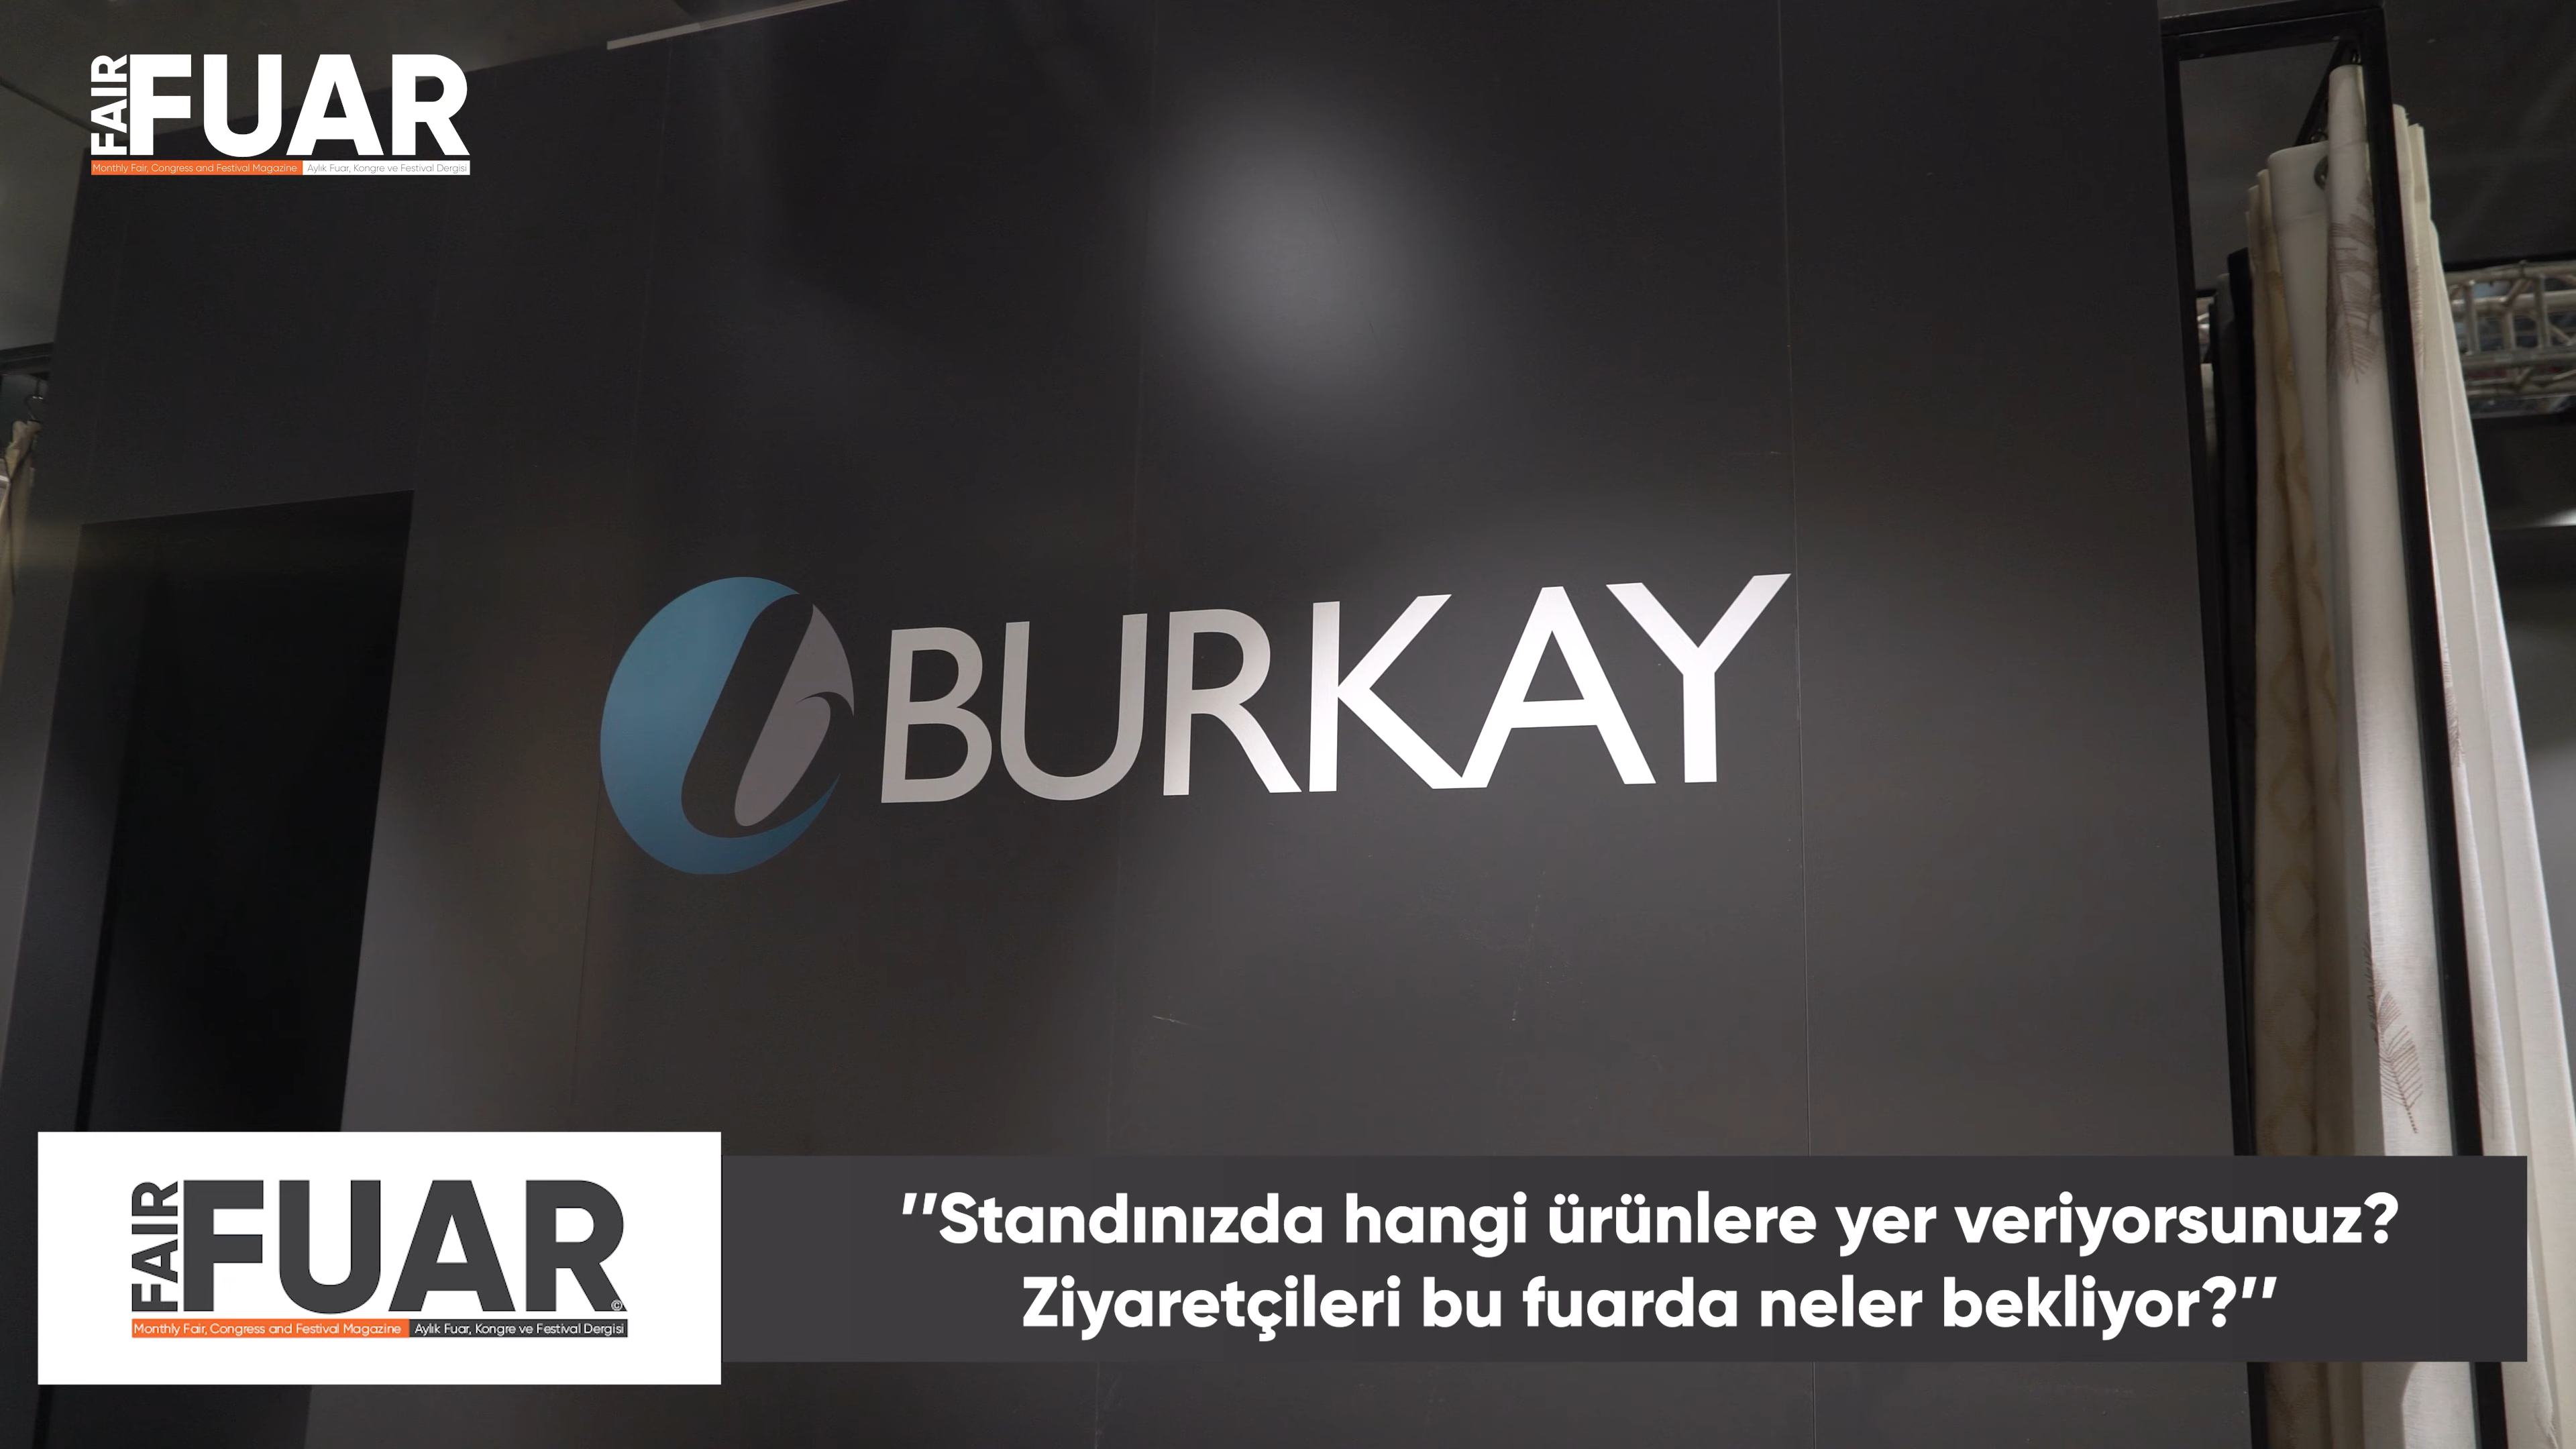 FAIR
FUAR
Monthly Fair, Congress and Festival Magazine Aylık Fuar, Kongre ve Festival Dergisi
BURKAY
FAIR
FUAR
©
Monthly Fair, Congress and Festival Magazine Aylık Fuar, Kongre ve Festival Dergisi
''Standınızda hangi ürünlere yer veriyorsunuz?
Ziyaretçileri bu fuarda neler bekliyor?''